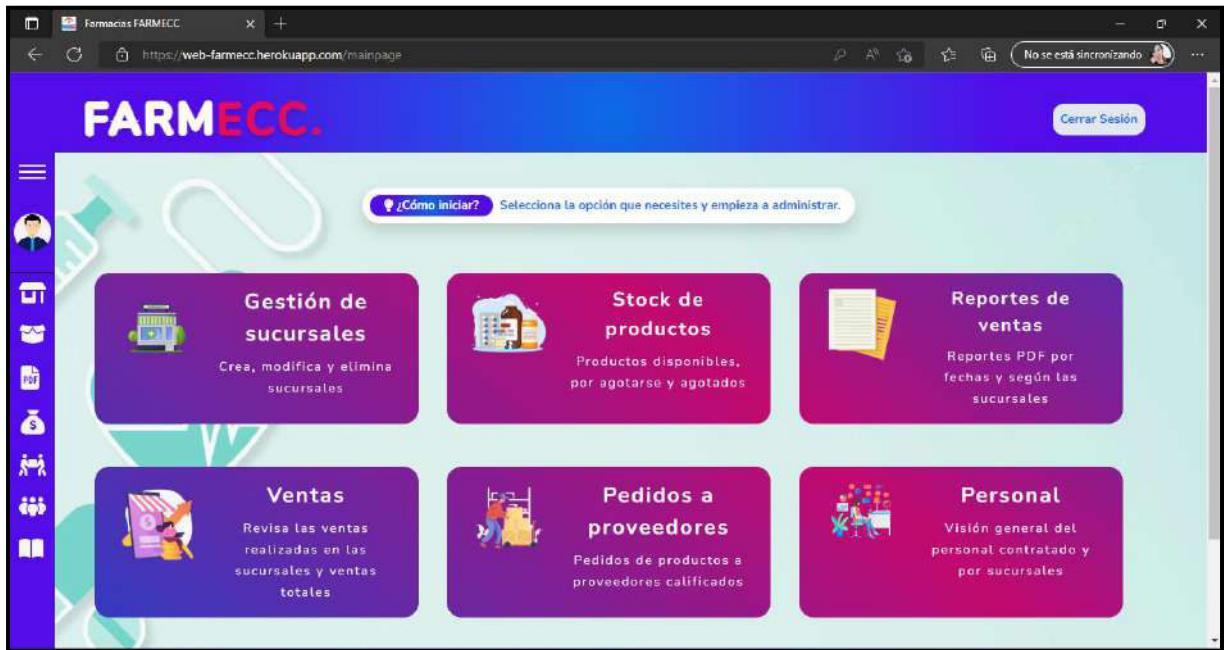 Farmacias FARMECC
https://web-farmecc.herokuapp.com/mainpage
No se está sincronizando
FARMECC.
Cerrar Sesión
¿Cómo iniciar? Selecciona la opción que necesites y empieza a administrar.
Gestión de
sucursales
Crea, modifica y elimina
sucursales
Stock de
productos
Productos disponibles,
por agotarse y agotados
Reportes de
ventas
Reportes PDF por
fechas y según las
sucursales
PDF
Ventas
Revisa las ventas
realizadas en las
sucursales y ventas
totales
Pedidos a
proveedores
Pedidos de productos a
proveedores calificados
Personal
Visión general del
personal contratado y
por sucursales